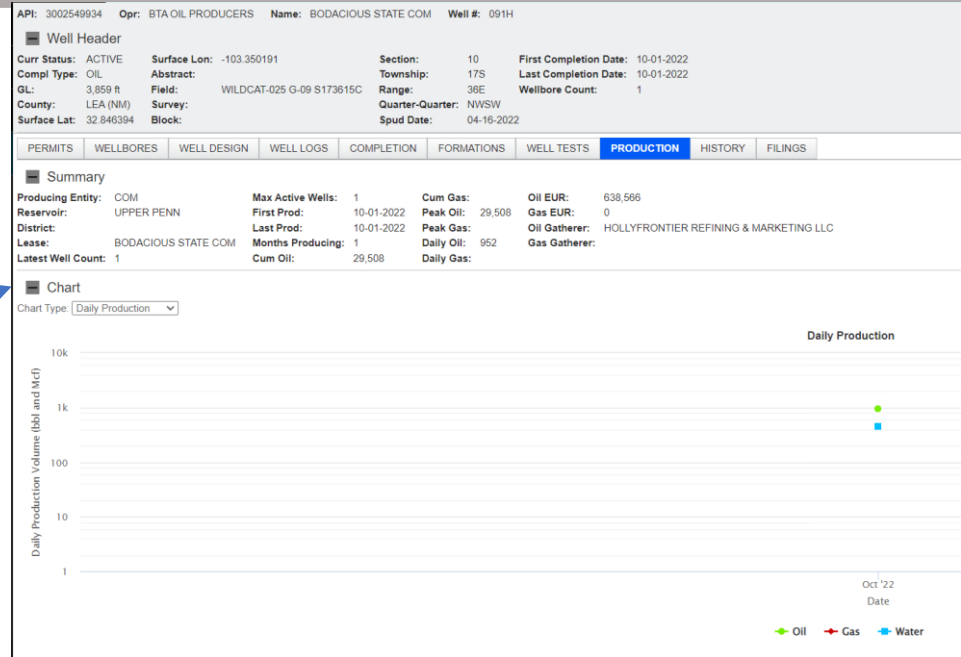 API: 3002549934 Opr: BTA OIL PRODUCERS Name: BODACIOUS STATE COM Well #: 091H
Well Header
Curr Status: ACTIVE Surface Lon: -103.350191 Section: 10 First Completion Date: 10-01-2022
Compl Type: OIL Abstract: Township: 17S Last Completion Date: 10-01-2022
GL: 3,859 ft Field: WILDCAT-025 G-09 S173615C Range: 36E Wellbore Count: 1
County: LEA (NM) Survey: Quarter-Quarter: NWSW
Surface Lat: 32.846394 Block: Spud Date: 04-16-2022
PERMITS WELLBORES WELL DESIGN WELL LOGS COMPLETION FORMATIONS WELL TESTS PRODUCTION HISTORY FILINGS
Summary
Producing Entity: COM Max Active Wells: 1 Cum Gas: Oil EUR: 638,566
Reservoir: UPPER PENN First Prod: 10-01-2022 Peak Oil: 29,508 Gas EUR: 0
District: Last Prod: 10-01-2022 Peak Gas: Oil Gatherer: HOLLYFRONTIER REFINING & MARKETING LLC
Lease: BODACIOUS STATE COM Months Producing: 1 Daily Oil: 952 Gas Gatherer:
Latest Well Count: 1 Cum Oil: 29,508 Daily Gas:
Chart
Chart Type: Daily Production
Daily Production
Daily Production Volume (bbl and Mcf)
10k
1k
100
10
1
Oct '22
Date
Oil Gas Water